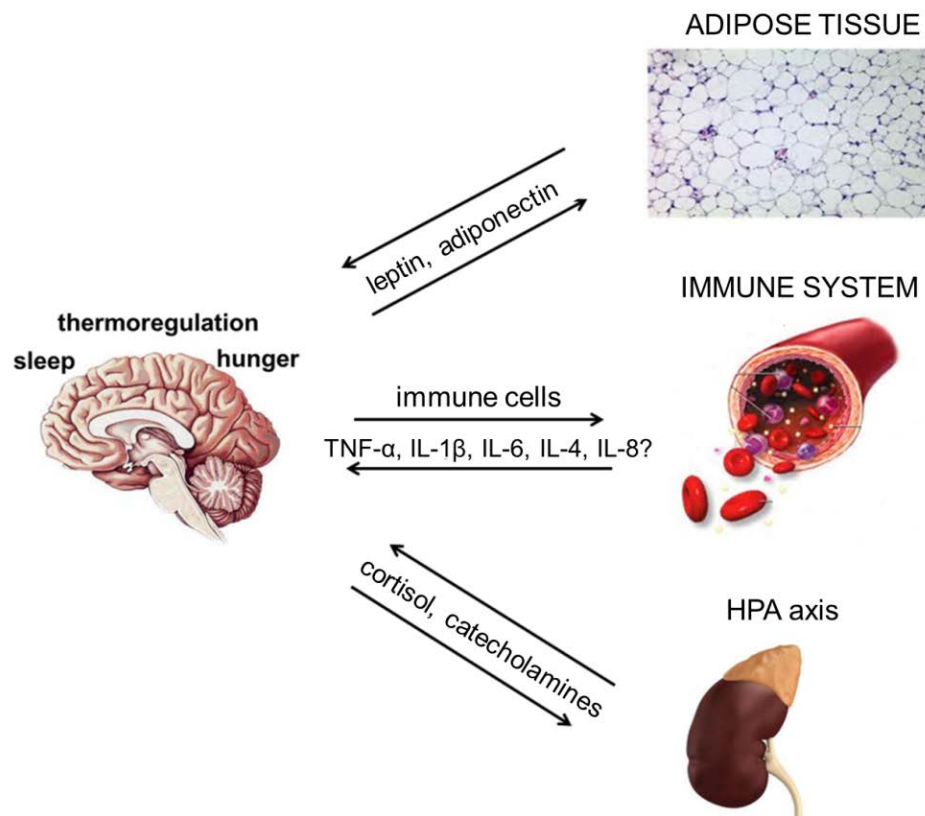 ADIPOSE TISSUE
leptin, adiponectin
IMMUNE SYSTEM
thermoregulation
sleep
hunger
immune cells
TNF-α, IL-1β, IL-6, IL-4, IL-8?
cortisol, catecholamines
HPA axis